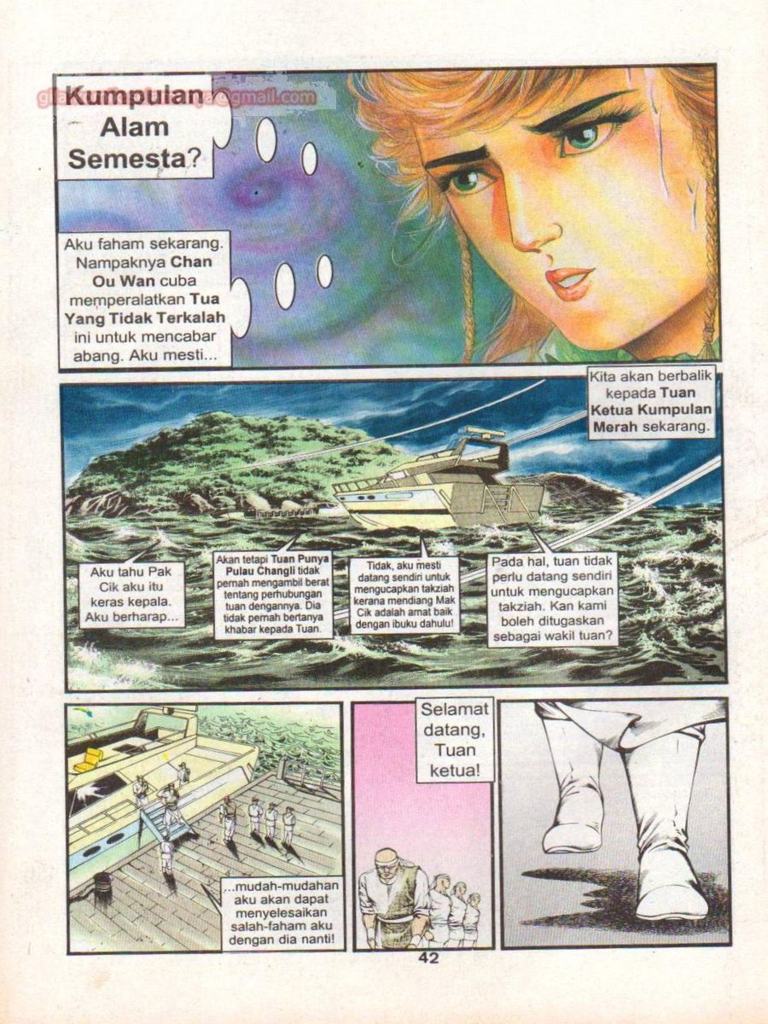 Kumpulan
Alam
Semesta?
Aku faham sekarang.
Nampaknya Chan
Ou Wan cuba
memperalatkan Tua
Yang Tidak Terkalah
ini untuk mencabar
abang. Aku mesti...
Kita akan berbalik
kepada Tuan
Ketua Kumpulan
Merah sekarang.
Pada hal, tuan tidak
perlu datang sendiri
untuk mengucapkan
takziah. Kan kami
boleh ditugaskan
sebagai wakil tuan?
Tidak, aku mesti
datang sendiri untuk
mengucapkan takziah
kerana mendiang Mak
Cik adalah amat baik
dengan ibuku dahulu!
Akan tetapi Tuan Punya
Pulau Changli tidak
pernah mengambil berat
tentang perhubungan
tuan dengannya. Dia
tidak pernah bertanya
khabar kepada Tuan.
Aku tahu Pak
Cik aku itu
keras kepala.
Aku berharap...
...mudah-mudahan
aku akan dapat
menyelesaikan
salah-faham aku
dengan dia nanti!
Selamat
datang,
Tuan
ketua!
42
@gmail.com